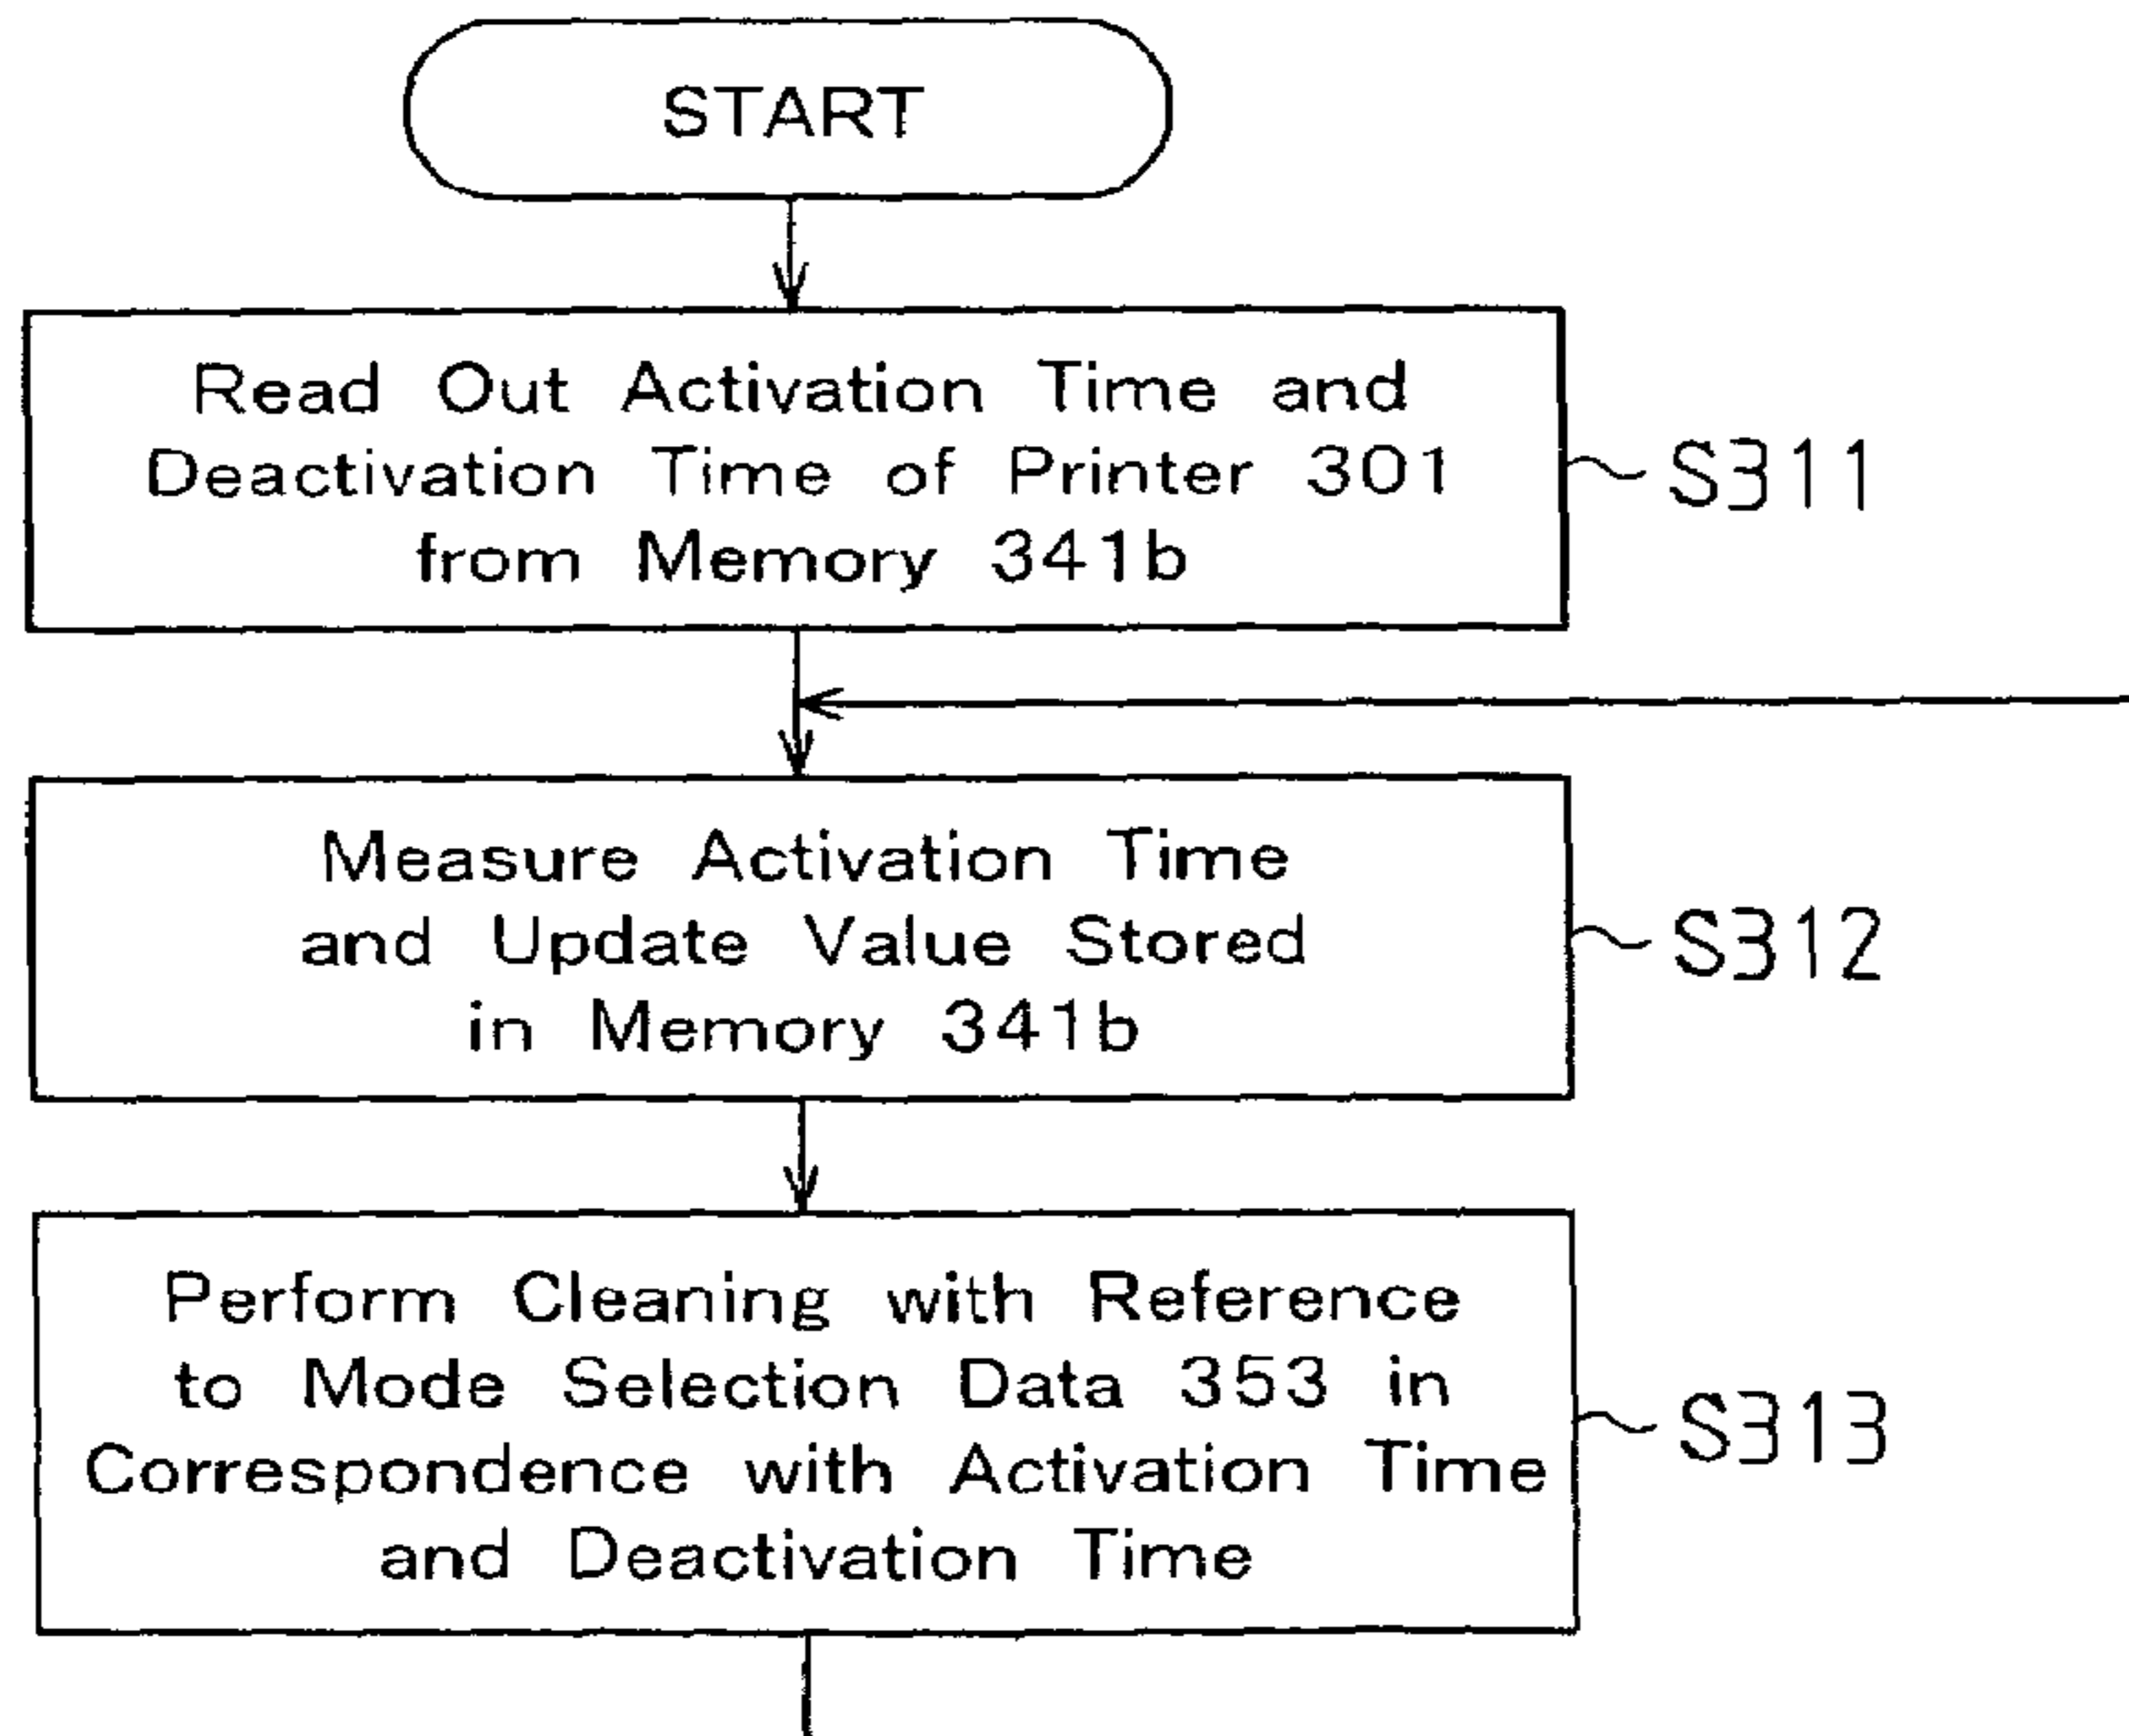 START
Read Out Activation Time and
Deactivation Time of Printer 301
from Memory 341b
S311
Measure Activation Time
and Update Value Stored
in Memory 341b
S312
Perform Cleaning with Reference
to Mode Selection Data 353 in
Correspondence with Activation Time
and Deactivation Time
S313